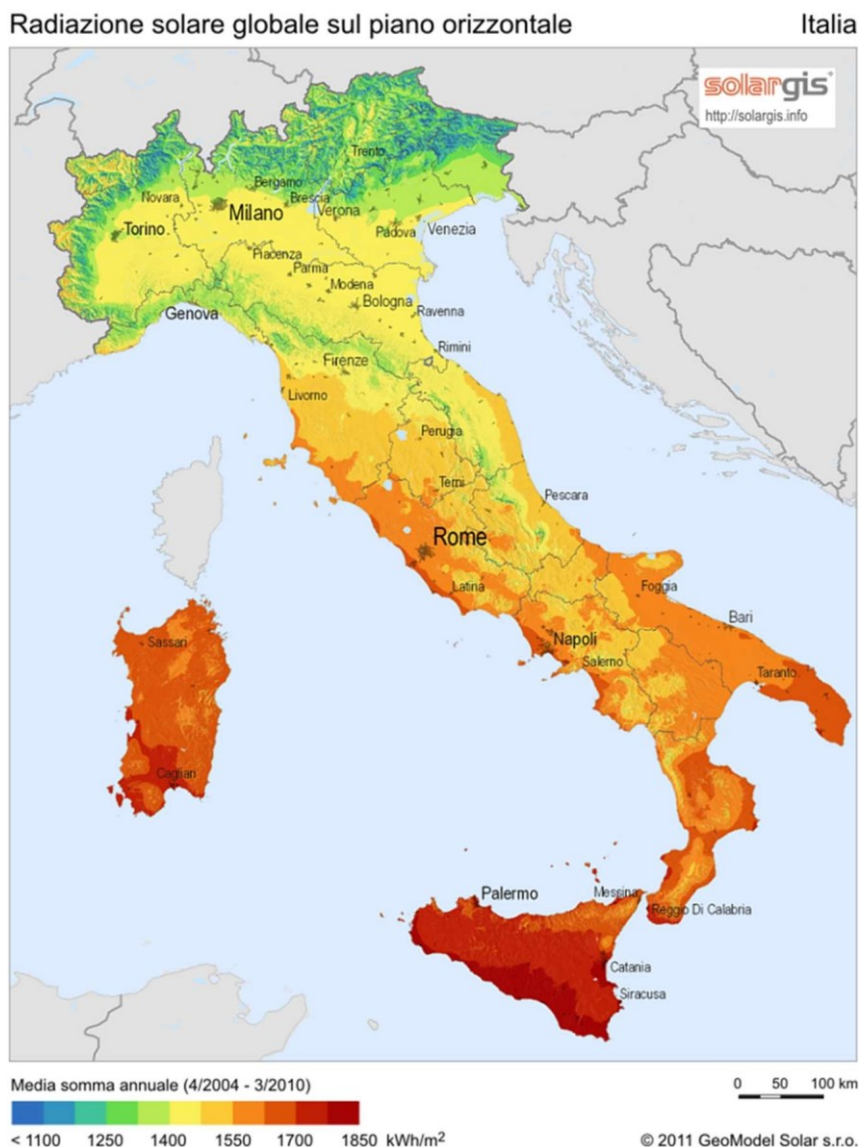 Radiazione solare globale sul piano orizzontale
Italia
solargis
http://solargis.info
Trento
Bergamo
Novara
Brescia
Milano
Verona
Torino
Padova
Venezia
Piacenza
Parma
Modena
Bologna
Genova
Ravenna
Rimini
Firenze
Livorno
Perugia
Terni
Pescara
Rome
Latina
Foggia
Bari
Napoli
Sassari
Salerno
Taranto
Cagliari
Palermo
Messina
Reggio Di Calabria
Catania
Siracusa
Media somma annuale (4/2004 - 3/2010)
0 50 100 km
< 1100 1250 1400 1550 1700 1850 kWh/m²
© 2011 GeoModel Solar s.r.o.